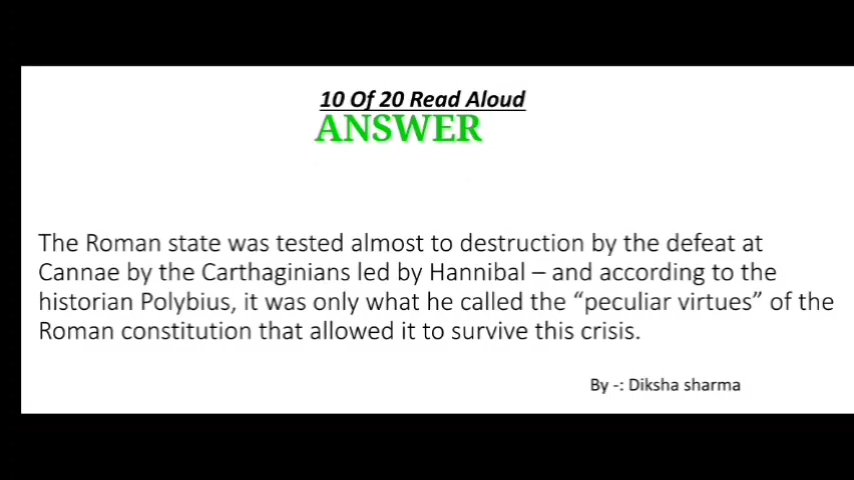 10 Of 20 Read Aloud
ANSWER
The Roman state was tested almost to destruction by the defeat at
Cannae by the Carthaginians led by Hannibal – and according to the
historian Polybius, it was only what he called the “peculiar virtues” of the
Roman constitution that allowed it to survive this crisis.
By -: Diksha sharma